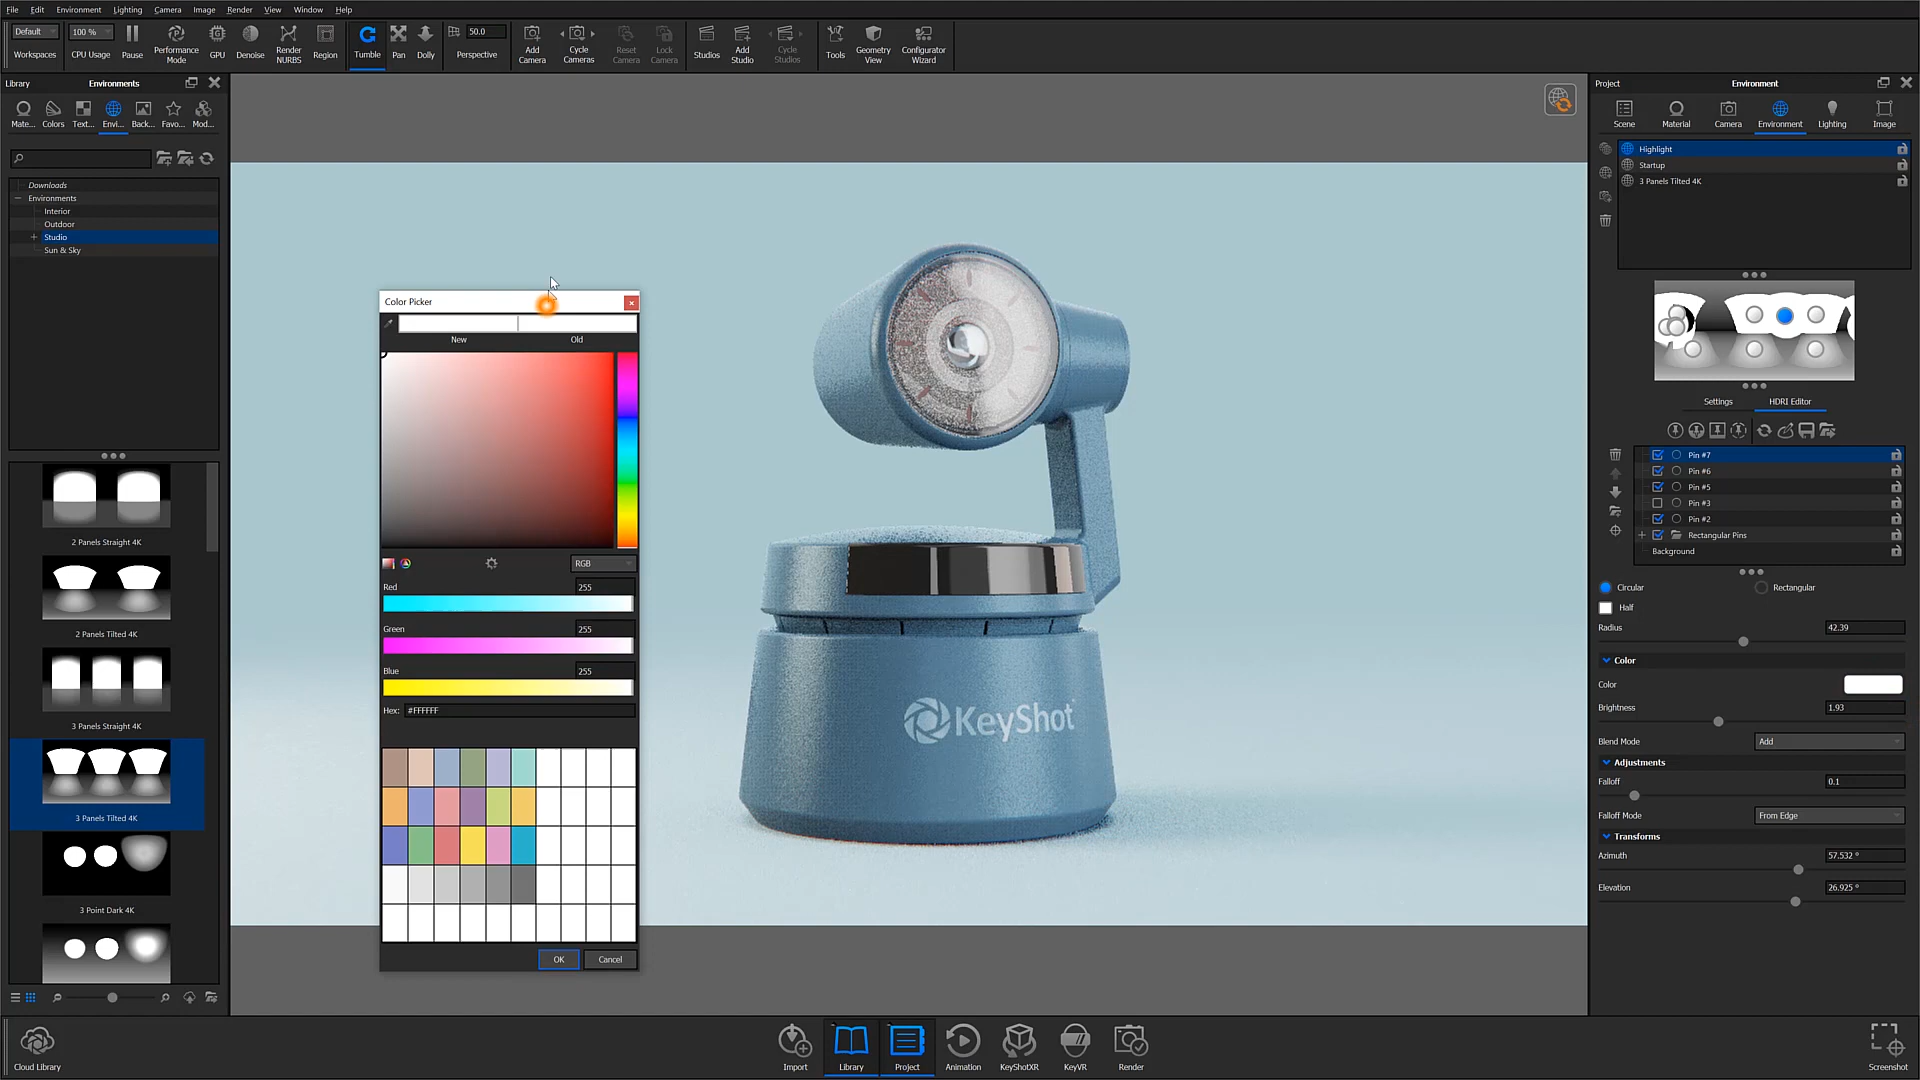 File Edit Environment Lighting Camera Image Render View Window Help
Default 100 % 50.0
Workspaces CPU Usage Pause Performance Mode GPU Denoise Render NURBS Region Tumble Pan Dolly Perspective Add Camera Cycle Cameras Reset Camera Lock Camera Studios Add Studio Cycle Studios Tools Geometry View Configurator Wizard
Library Environments
Mate... Colors Text... Envi... Back... Favo... Mod...
Downloads
Environments
Interior
Outdoor
Studio
Sun & Sky
2 Panels Straight 4K
2 Panels Tilted 4K
3 Panels Straight 4K
3 Panels Tilted 4K
3 Point Dark 4K
Color Picker
New Old
RGB
Red 255
Green 255
Blue 255
Hex: #FFFFFF
OK Cancel
KeyShot
Project Environment
Scene Material Camera Environment Lighting Image
Highlight
Startup
3 Panels Tilted 4K
Settings HDRI Editor
Pin #7
Pin #6
Pin #5
Pin #3
Pin #2
Rectangular Pins
Background
Circular Rectangular
Half
Radius 42.39
Color
Color
Brightness 1.93
Blend Mode Add
Adjustments
Falloff 0.1
Falloff Mode From Edge
Transforms
Azimuth 57.532 °
Elevation 26.925 °
Cloud Library Import Library Project Animation KeyShotXR KeyVR Render Screenshot